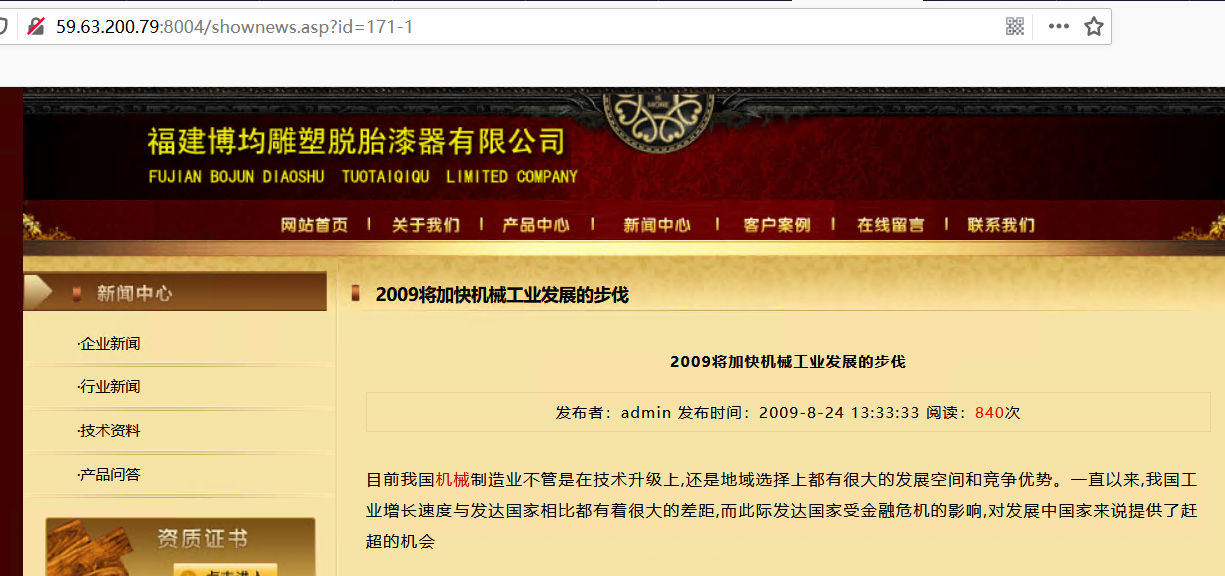 59.63.200.79:8004/shownews.asp?id=171-1
MORE
福建博均雕塑脱胎漆器有限公司
FUJIAN BOJUN DIAOSHU TUOTAIQIQU LIMITED COMPANY
网站首页 | 关于我们 | 产品中心 | 新闻中心 | 客户案例 | 在线留言 | 联系我们
新闻中心
2009将加快机械工业发展的步伐
·企业新闻
·行业新闻
·技术资料
·产品问答
资质证书
2009将加快机械工业发展的步伐
发布者：admin 发布时间：2009-8-24 13:33:33 阅读：840次
目前我国机械制造业不管是在技术升级上,还是地域选择上都有很大的发展空间和竞争优势。一直以来,我国工
业增长速度与发达国家相比都有着很大的差距,而此际发达国家受金融危机的影响,对发展中国家来说提供了赶
超的机会